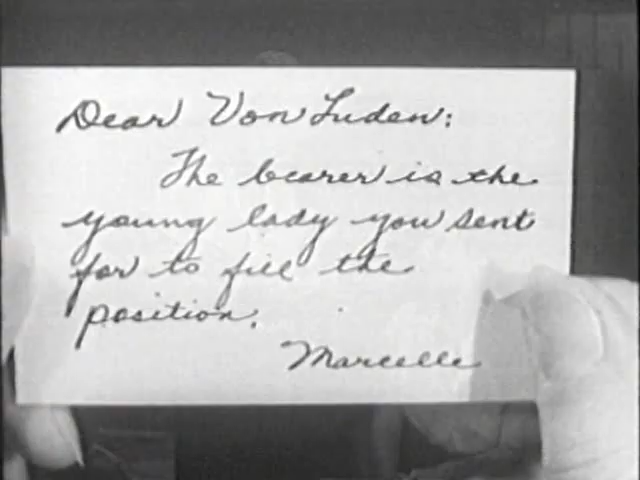 Dear Von Luden:
The bearer is the
young lady you sent
for to fill the
position.
Marcelle